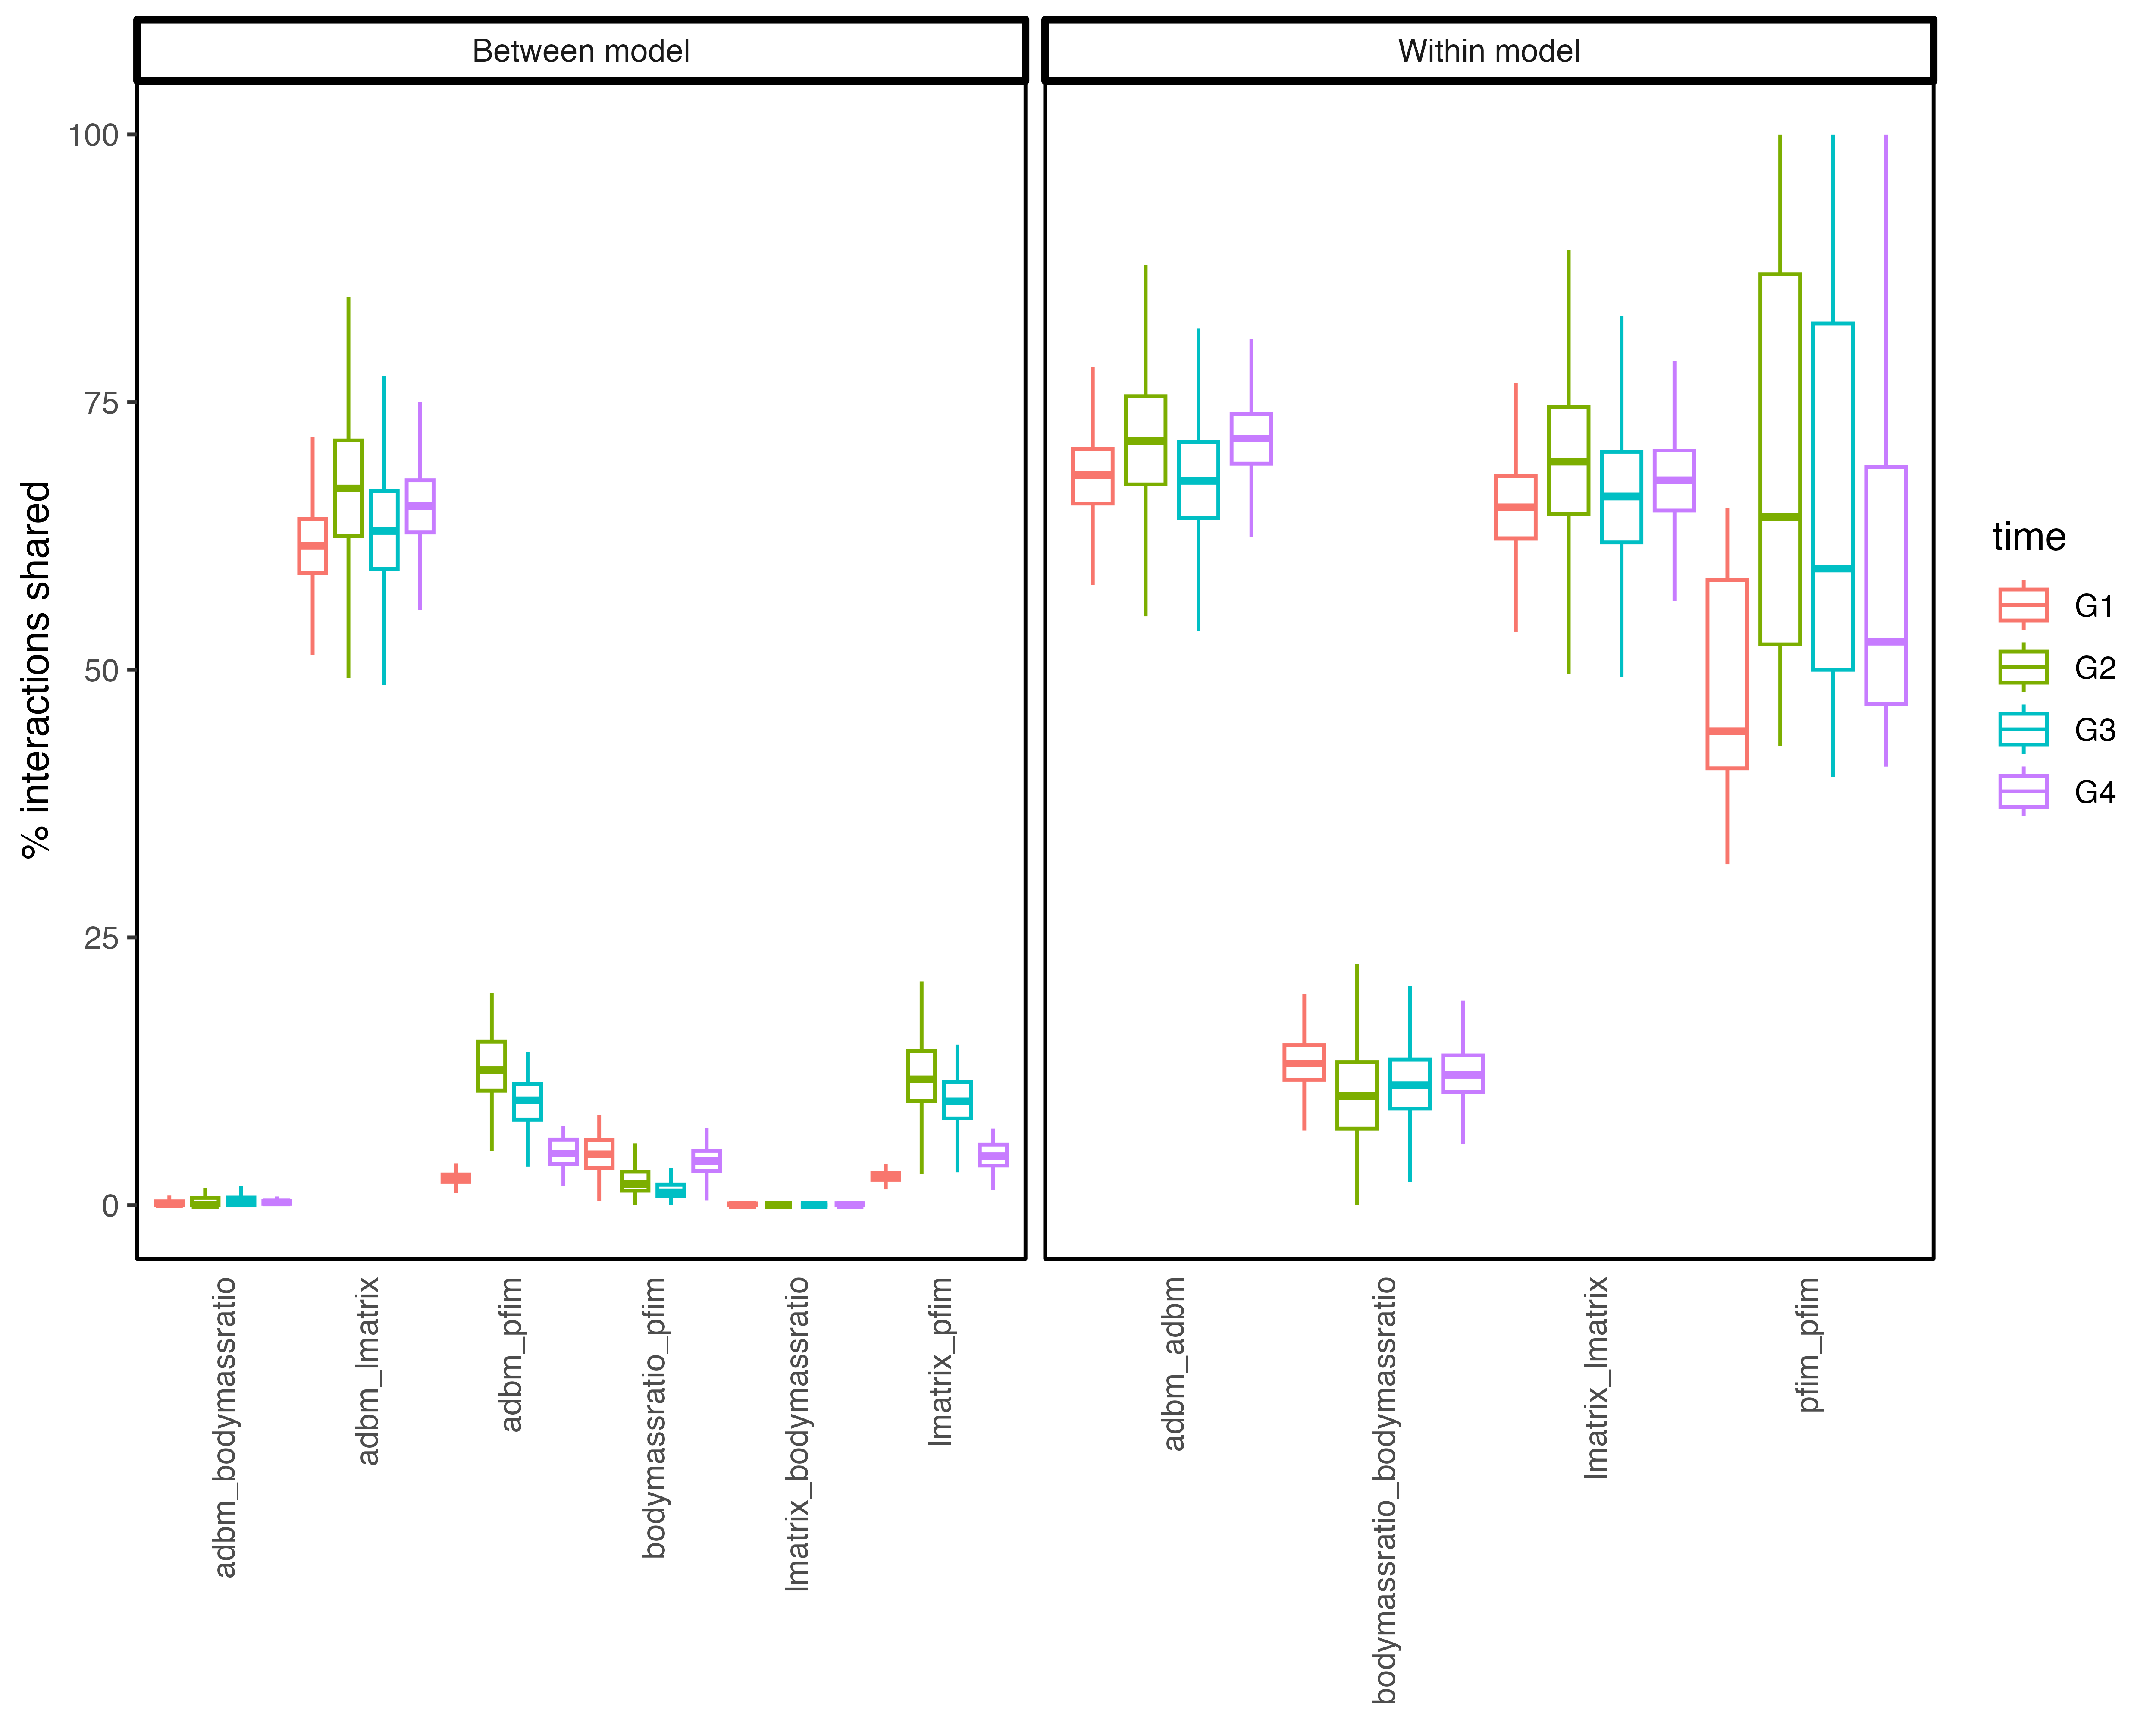 Between model
Within model
% interactions shared
100
75
50
25
0
adbm_bodymassratio
adbm_lmatrix
adbm_pfim
bodymassratio_pfim
lmatrix_bodymassratio
lmatrix_pfim
adbm_adbm
bodymassratio_bodymassratio
lmatrix_lmatrix
pfim_pfim
time
G1
G2
G3
G4